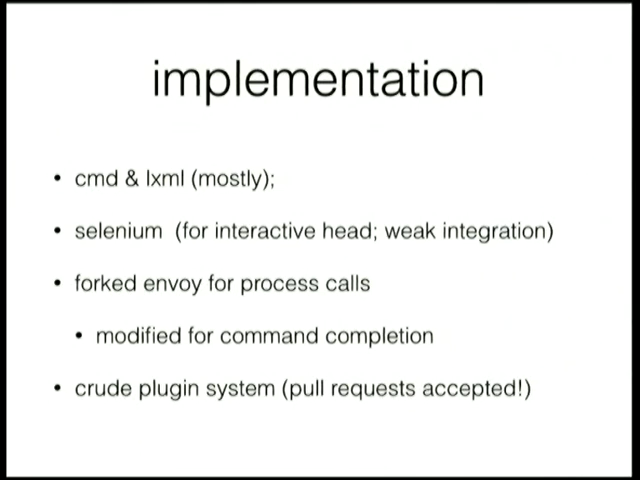 implementation
• cmd & lxml (mostly);
• selenium (for interactive head; weak integration)
• forked envoy for process calls
• modified for command completion
• crude plugin system (pull requests accepted!)